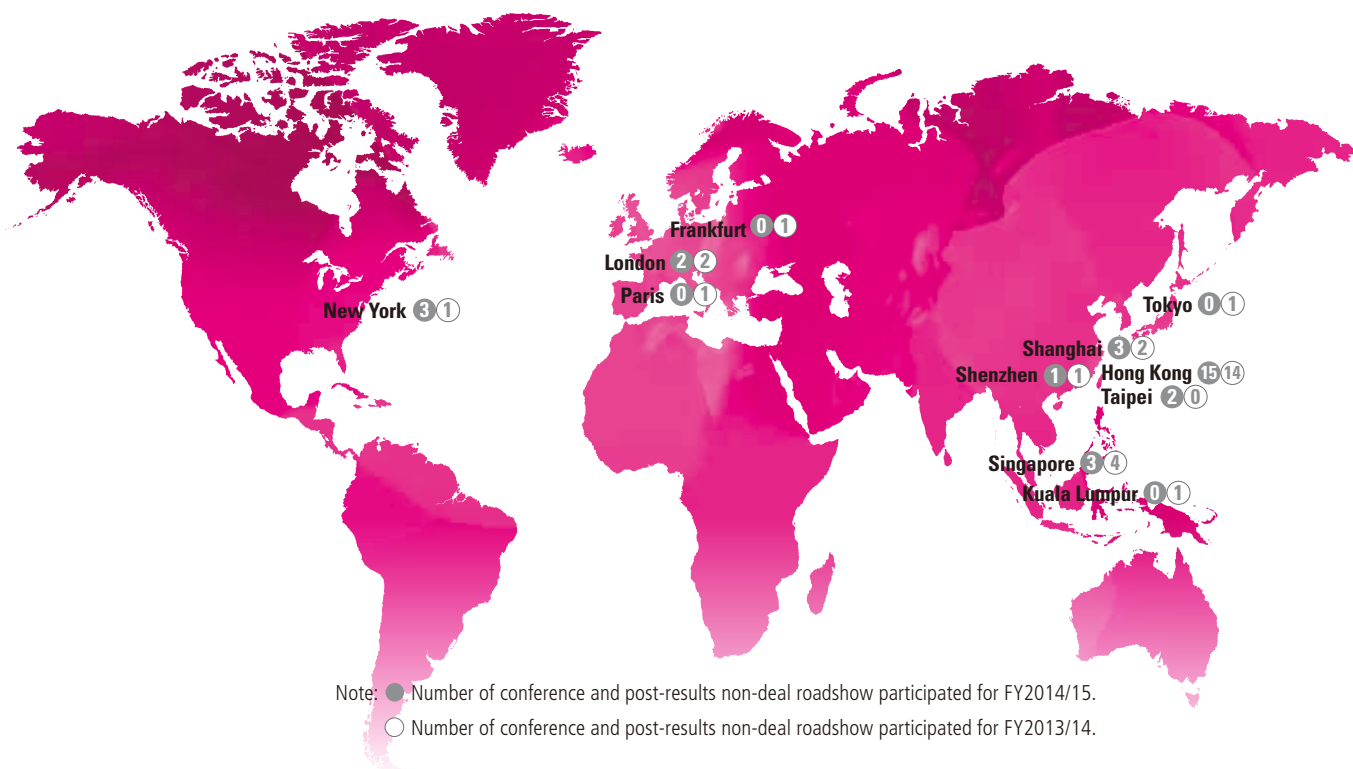 Frankfurt 0 1
London 2 2
Paris 0 1
New York 3 1
Tokyo 0 1
Shanghai 3 2
Shenzhen 1 1
Hong Kong 15 14
Taipei 2 0
Singapore 3 4
Kuala Lumpur 0 1
Note: Number of conference and post-results non-deal roadshow participated for FY2014/15.
Number of conference and post-results non-deal roadshow participated for FY2013/14.